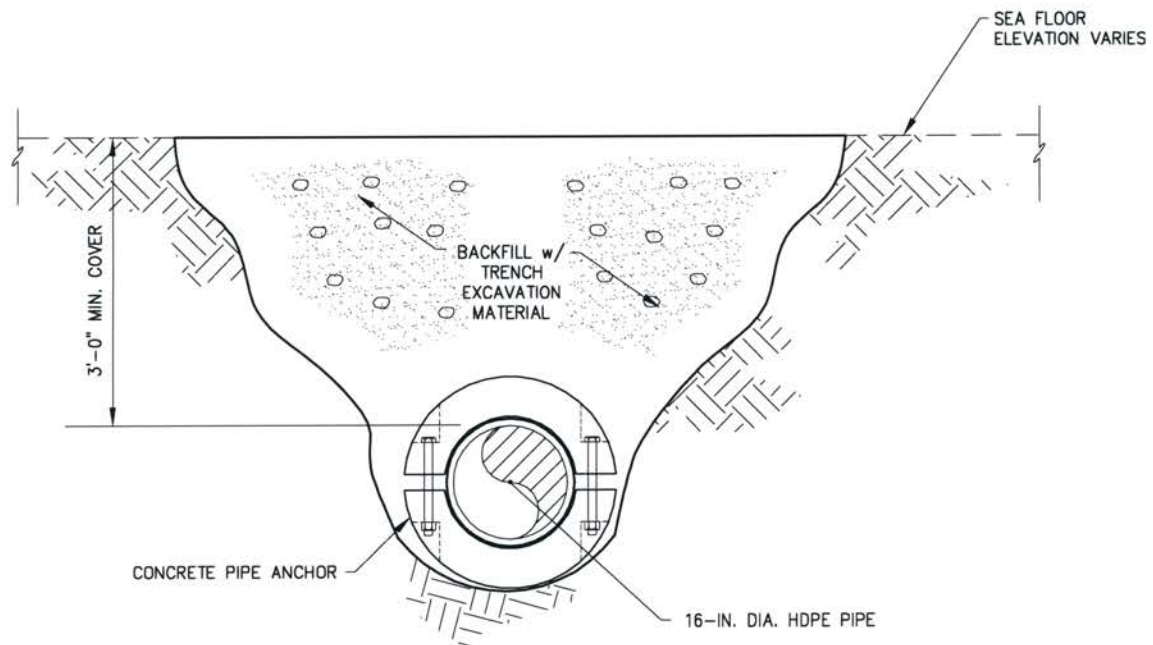 SEA FLOOR
ELEVATION VARIES
3'-0" MIN. COVER
BACKFILL w/
TRENCH
EXCAVATION
MATERIAL
CONCRETE PIPE ANCHOR
16-IN. DIA. HDPE PIPE